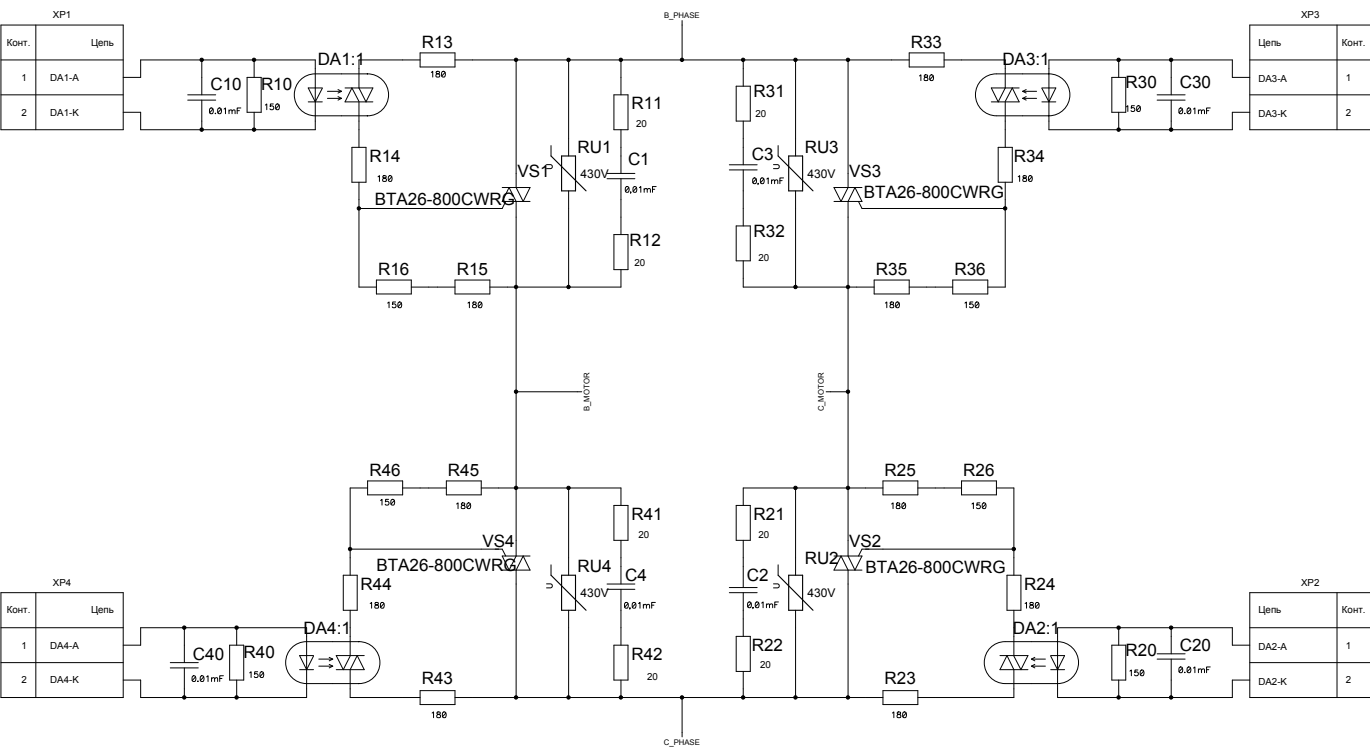 XP1
Конт. Цепь
1 DA1-A
2 DA1-K
C10
0.01mF
R10
150
DA1:1
R13
180
R14
180
BTA26-800CWRG
VS1
R16
150
R15
180
U
RU1
430V
R11
20
C1
0,01mF
R12
20
B_PHASE
R31
20
C3
0,01mF
R32
20
U
RU3
430V
VS3
BTA26-800CWRG
R33
180
DA3:1
R34
180
R35
180
R36
150
R30
150
C30
0.01mF
XP3
Цепь Конт.
DA3-A 1
DA3-K 2
B_MOTOR
C_MOTOR
R46
150
R45
180
VS4
BTA26-800CWRG
R44
180
DA4:1
R43
180
U
RU4
430V
R41
20
C4
0,01mF
R42
20
XP4
Конт. Цепь
1 DA4-A
2 DA4-K
C40
0.01mF
R40
150
R21
20
C2
0,01mF
R22
20
U
RU2
430V
VS2
BTA26-800CWRG
R25
180
R26
150
R24
180
DA2:1
R23
180
R20
150
C20
0.01mF
XP2
Цепь Конт.
DA2-A 1
DA2-K 2
C_PHASE